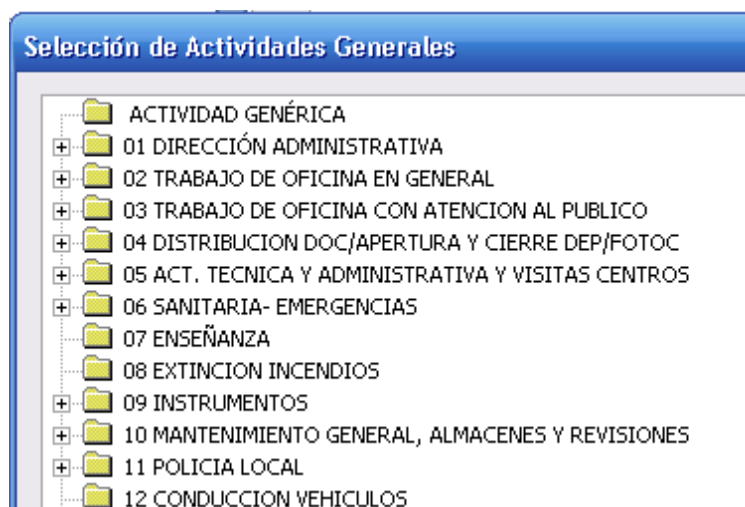 Selección de Actividades Generales
ACTIVIDAD GENÉRICA
01 DIRECCIÓN ADMINISTRATIVA
02 TRABAJO DE OFICINA EN GENERAL
03 TRABAJO DE OFICINA CON ATENCION AL PUBLICO
04 DISTRIBUCION DOC/APERTURA Y CIERRE DEP/FOTOC
05 ACT. TECNICA Y ADMINISTRATIVA Y VISITAS CENTROS
06 SANITARIA- EMERGENCIAS
07 ENSEÑANZA
08 EXTINCION INCENDIOS
09 INSTRUMENTOS
10 MANTENIMIENTO GENERAL, ALMACENES Y REVISIONES
11 POLICIA LOCAL
12 CONDUCCION VEHICULOS